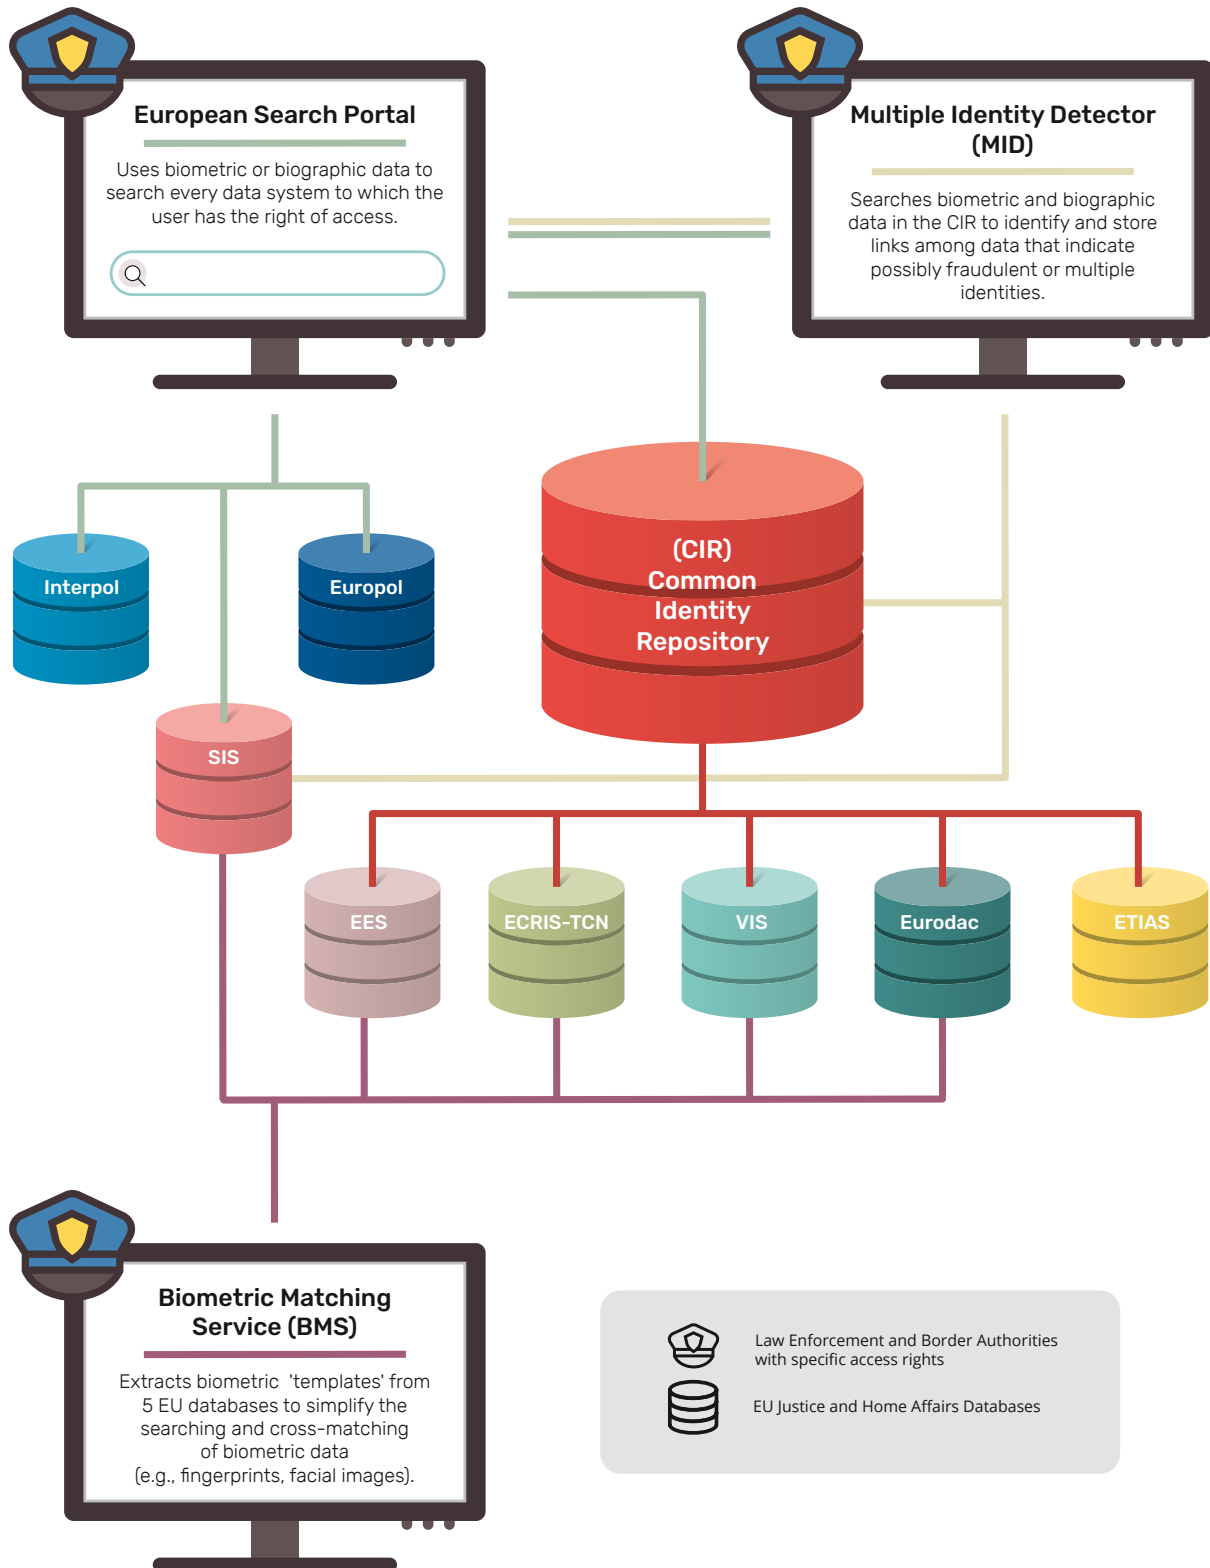 European Search Portal
Uses biometric or biographic data to
search every data system to which the
user has the right of access.
Multiple Identity Detector
(MID)
Searches biometric and biographic
data in the CIR to identify and store
links among data that indicate
possibly fraudulent or multiple
identities.
Interpol
Europol
(CIR)
Common
Identity
Repository
SIS
EES
ECRIS-TCN
VIS
Eurodac
ETIAS
Biometric Matching
Service (BMS)
Extracts biometric 'templates' from
5 EU databases to simplify the
searching and cross-matching
of biometric data
(e.g., fingerprints, facial images).
Law Enforcement and Border Authorities
with specific access rights
EU Justice and Home Affairs Databases